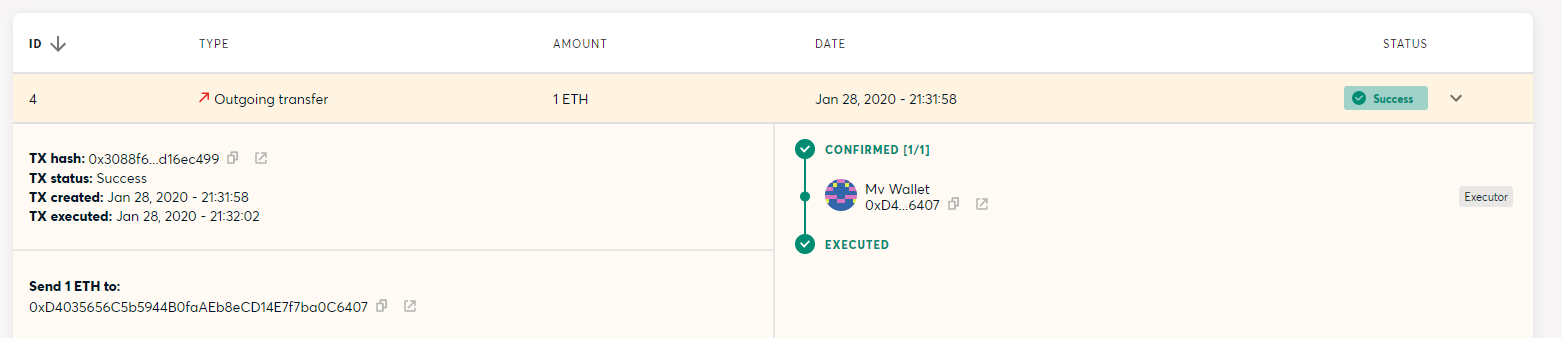 ID TYPE AMOUNT DATE STATUS
4 Outgoing transfer 1 ETH Jan 28, 2020 - 21:31:58 Success
TX hash: 0x3088f6...d16ec499
TX status: Success
TX created: Jan 28, 2020 - 21:31:58
TX executed: Jan 28, 2020 - 21:32:02
Send 1 ETH to:
0xD4035656C5b5944B0faAEb8eCD14E7f7ba0C6407
CONFIRMED [1/1]
My Wallet
0xD4...6407
Executor
EXECUTED